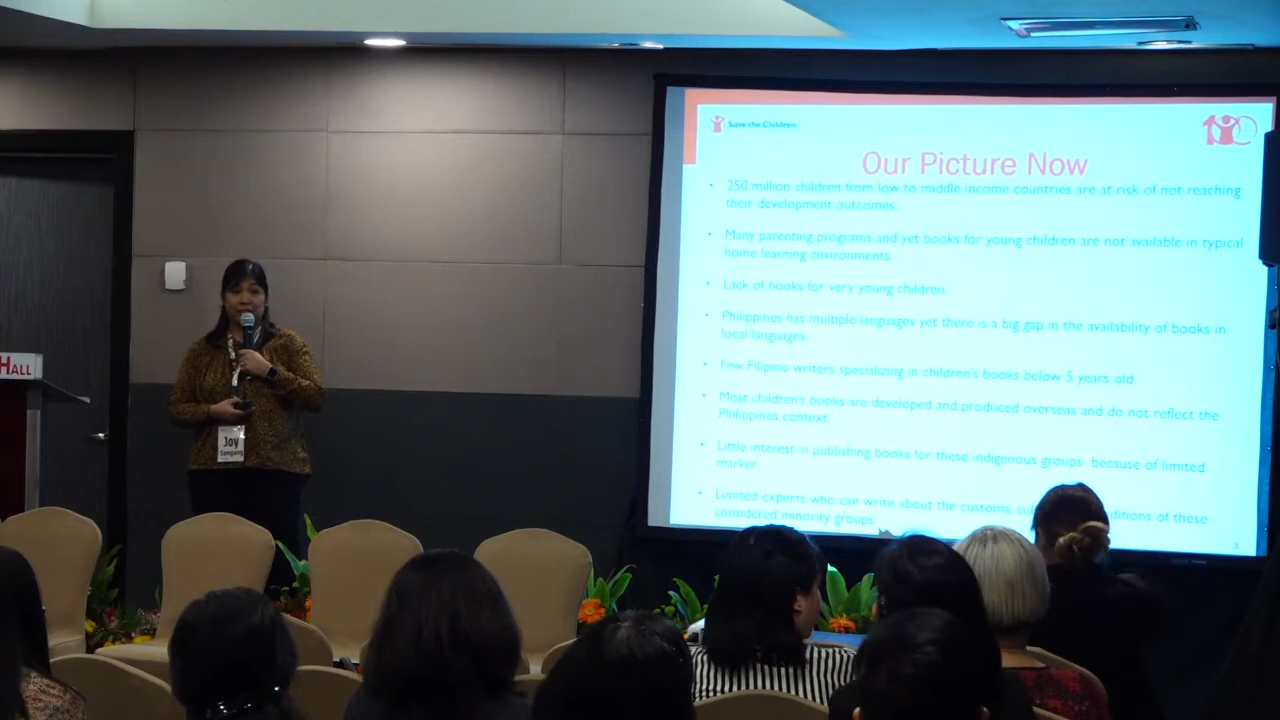 Save the Children
100
Our Picture Now
• 250 million children from low to middle income countries are at risk of not reaching
their development outcomes.
• Many parenting programs and yet books for young children are not available in typical
home learning environments
• Lack of books for very young children.
• Philippines has multiple languages yet there is a big gap in the availability of books in
local languages.
• Few Filipino writers specializing in children's books below 5 years old
• Most children's books are developed and produced overseas and do not reflect the
Philippines context
• Little interest in publishing books for these indigenous groups because of limited
market
• Limited experts who can write about the customs, of these
considered minority groups.
3
HALL
Joy
Sampang